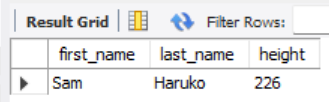 Result Grid Filter Rows:
first_name last_name height
Sam Haruko 226